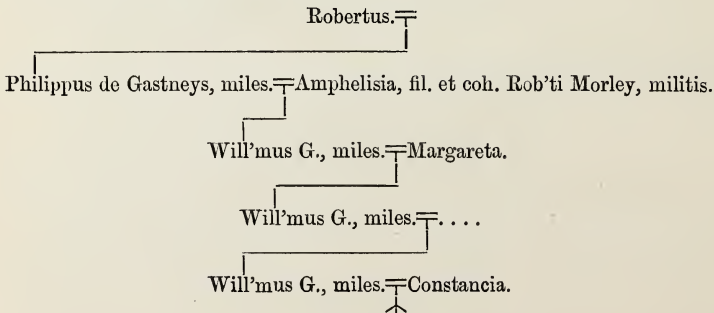 Robertus.
Philippus de Gastneys, miles. Amphelisia, fil. et coh. Rob'ti Morley, militis.
Will'mus G., miles. Margareta.
Will'mus G., miles. . . . .
Will'mus G., miles. Constancia.